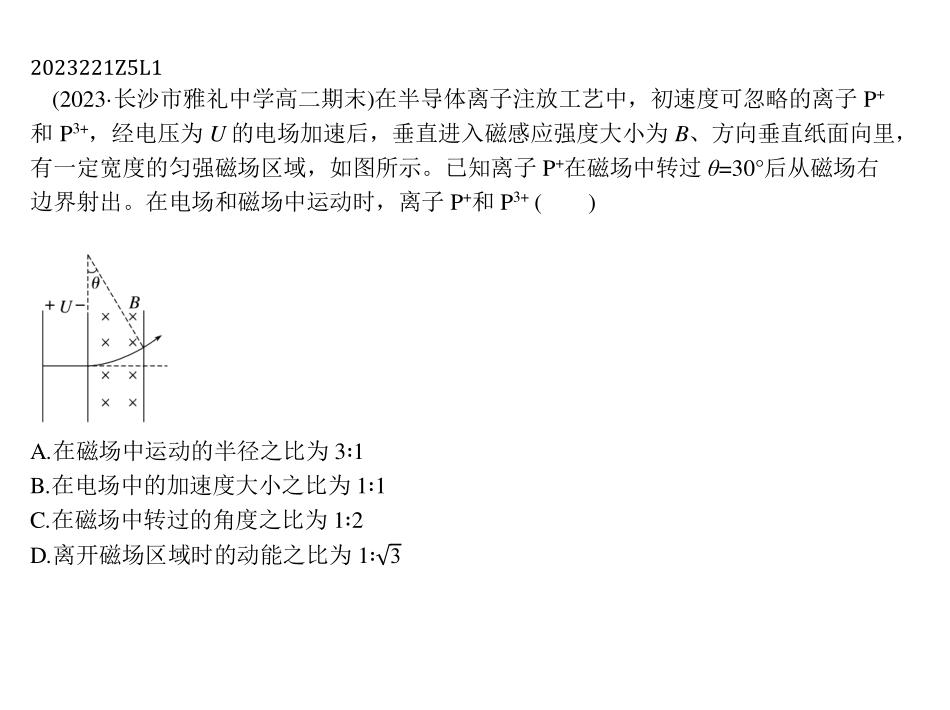 2023221Z5L1
(2023·长沙市雅礼中学高二期末)在半导体离子注放工艺中，初速度可忽略的离子 P⁺
和 P³⁺，经电压为 U 的电场加速后，垂直进入磁感应强度大小为 B、方向垂直纸面向里，
有一定宽度的匀强磁场区域，如图所示。已知离子 P⁺在磁场中转过 θ=30°后从磁场右
边界射出。在电场和磁场中运动时，离子 P⁺和 P³⁺ (　　)
θ
+ U − B
× ×
× ×
× ×
× ×
A.在磁场中运动的半径之比为 3∶1
B.在电场中的加速度大小之比为 1∶1
C.在磁场中转过的角度之比为 1∶2
D.离开磁场区域时的动能之比为 1∶√3